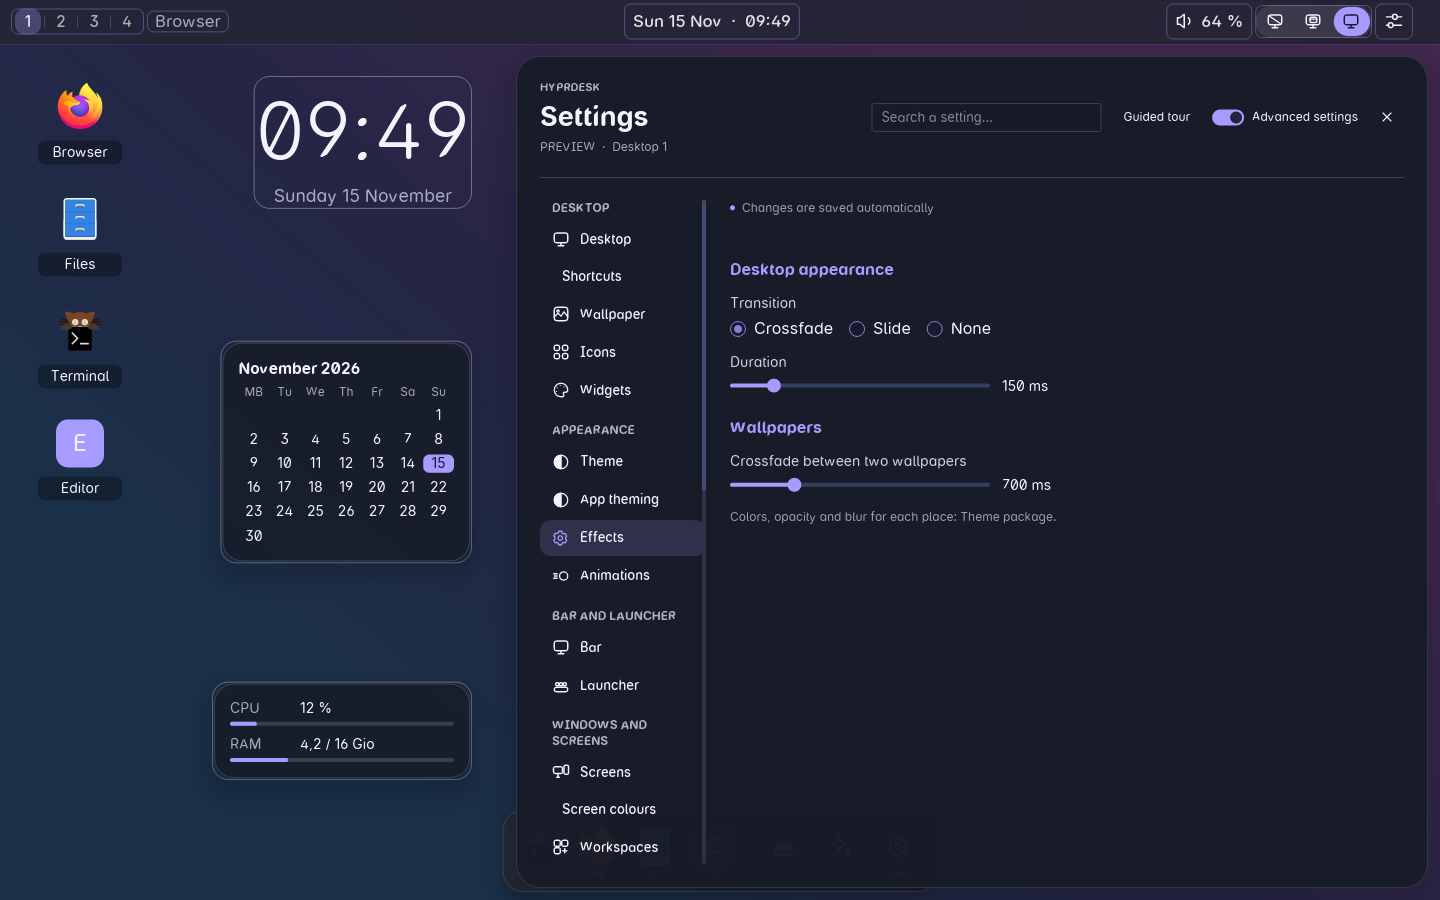 1 2 3 4 Browser
Sun 15 Nov · 09:49
64 %
Browser
Files
Terminal
E
Editor
09:49
Sunday 15 November
November 2026
MB Tu We Th Fr Sa Su
1
2 3 4 5 6 7 8
9 10 11 12 13 14 15
16 17 18 19 20 21 22
23 24 25 26 27 28 29
30
CPU 12 %
RAM 4,2 / 16 Gio
HYPRDESK
Settings
PREVIEW · Desktop 1
Search a setting...
Guided tour
Advanced settings
DESKTOP
Desktop
Shortcuts
Wallpaper
Icons
Widgets
APPEARANCE
Theme
App theming
Effects
Animations
BAR AND LAUNCHER
Bar
Launcher
WINDOWS AND
SCREENS
Screens
Screen colours
Workspaces
Changes are saved automatically
Desktop appearance
Transition
Crossfade Slide None
Duration
150 ms
Wallpapers
Crossfade between two wallpapers
700 ms
Colors, opacity and blur for each place: Theme package.